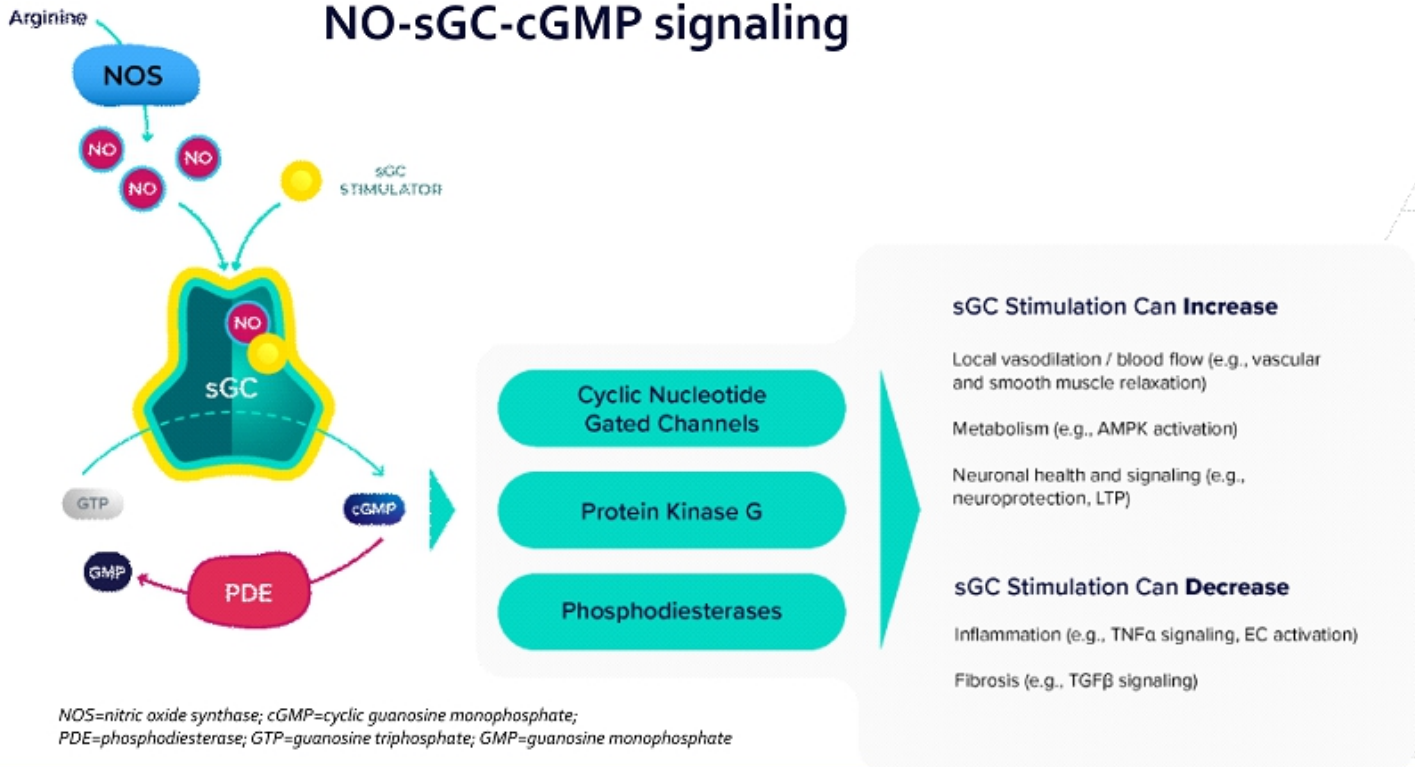 NO-sGC-cGMP signaling
Arginine
NOS
NO
NO
NO
sGC
STIMULATOR
NO
sGC
GTP
cGMP
GMP
PDE
Cyclic Nucleotide
Gated Channels
Protein Kinase G
Phosphodiesterases
sGC Stimulation Can Increase
Local vasodilation / blood flow (e.g., vascular
and smooth muscle relaxation)
Metabolism (e.g., AMPK activation)
Neuronal health and signaling (e.g.,
neuroprotection, LTP)
sGC Stimulation Can Decrease
Inflammation (e.g., TNFα signaling, EC activation)
Fibrosis (e.g., TGFβ signaling)
NOS=nitric oxide synthase; cGMP=cyclic guanosine monophosphate;
PDE=phosphodiesterase; GTP=guanosine triphosphate; GMP=guanosine monophosphate